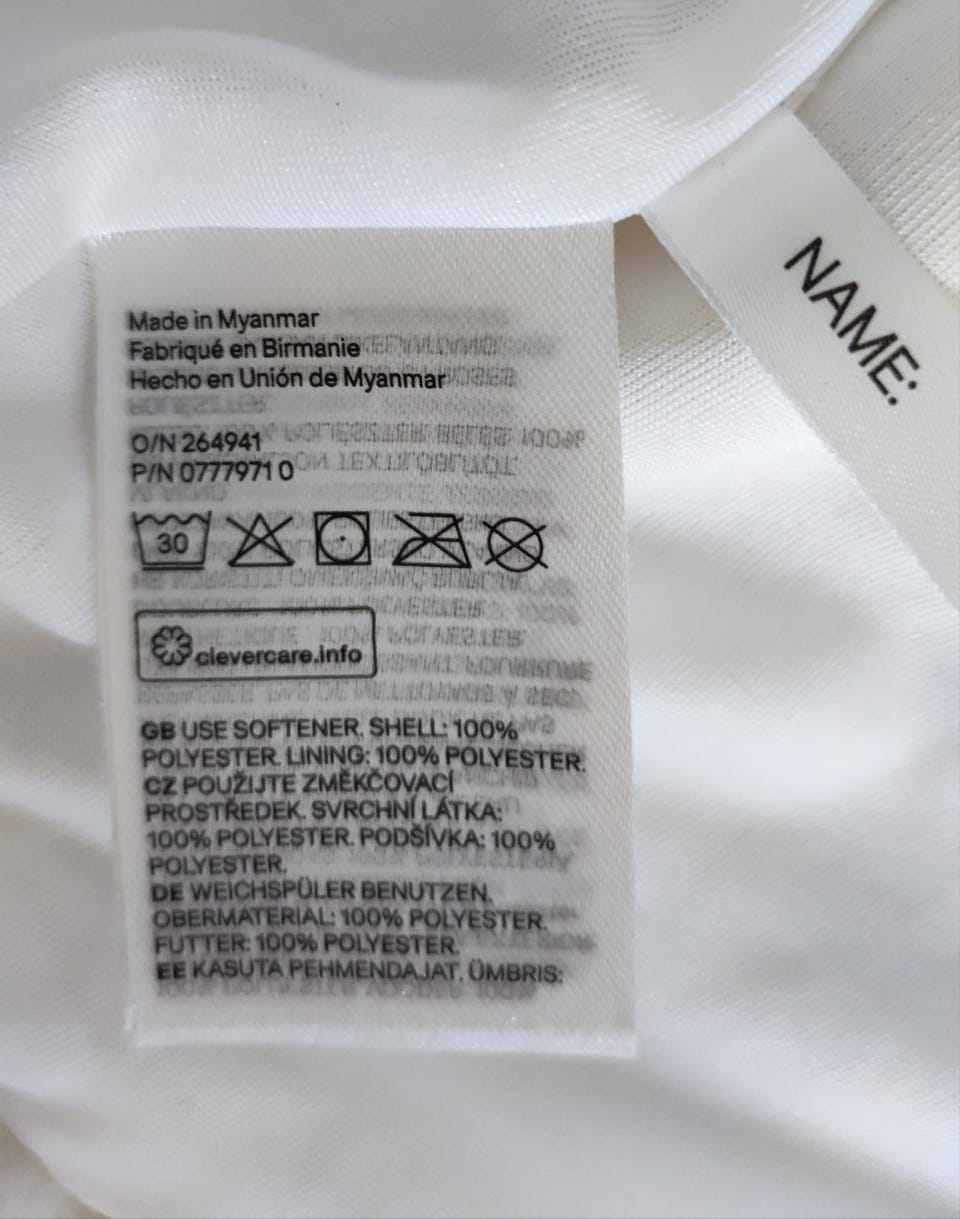 Made in Myanmar
Fabriqué en Birmanie
Hecho en Unión de Myanmar
O/N 264941
P/N 0777971 0
30
clevercare.info
GB USE SOFTENER. SHELL: 100%
POLYESTER. LINING: 100% POLYESTER.
CZ POUŽIJTE ZMĚKČOVACÍ
PROSTŘEDEK. SVRCHNÍ LÁTKA:
100% POLYESTER. PODŠÍVKA: 100%
POLYESTER.
DE WEICHSPÜLER BENUTZEN.
OBERMATERIAL: 100% POLYESTER.
FUTTER: 100% POLYESTER.
EE KASUTA PEHMENDAJAT. ÜMBRIS:
NAME: